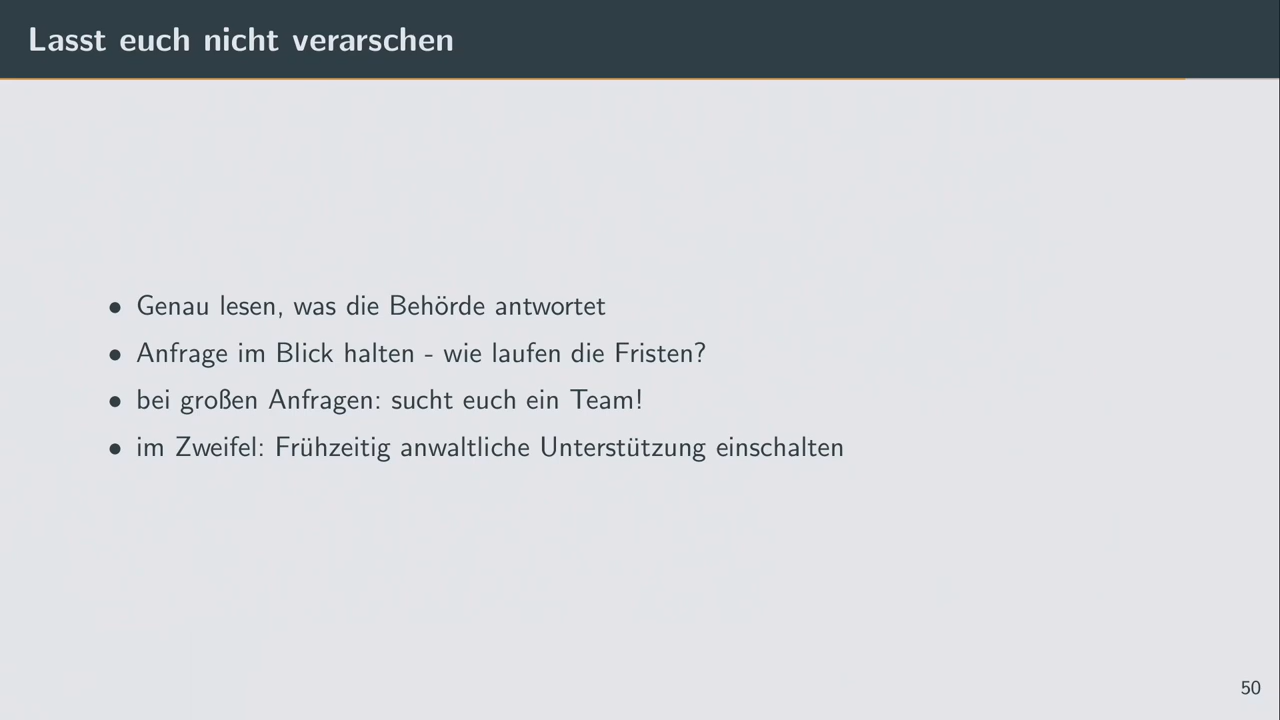 Lasst euch nicht verarschen
• Genau lesen, was die Behörde antwortet
• Anfrage im Blick halten - wie laufen die Fristen?
• bei großen Anfragen: sucht euch ein Team!
• im Zweifel: Frühzeitig anwaltliche Unterstützung einschalten
50